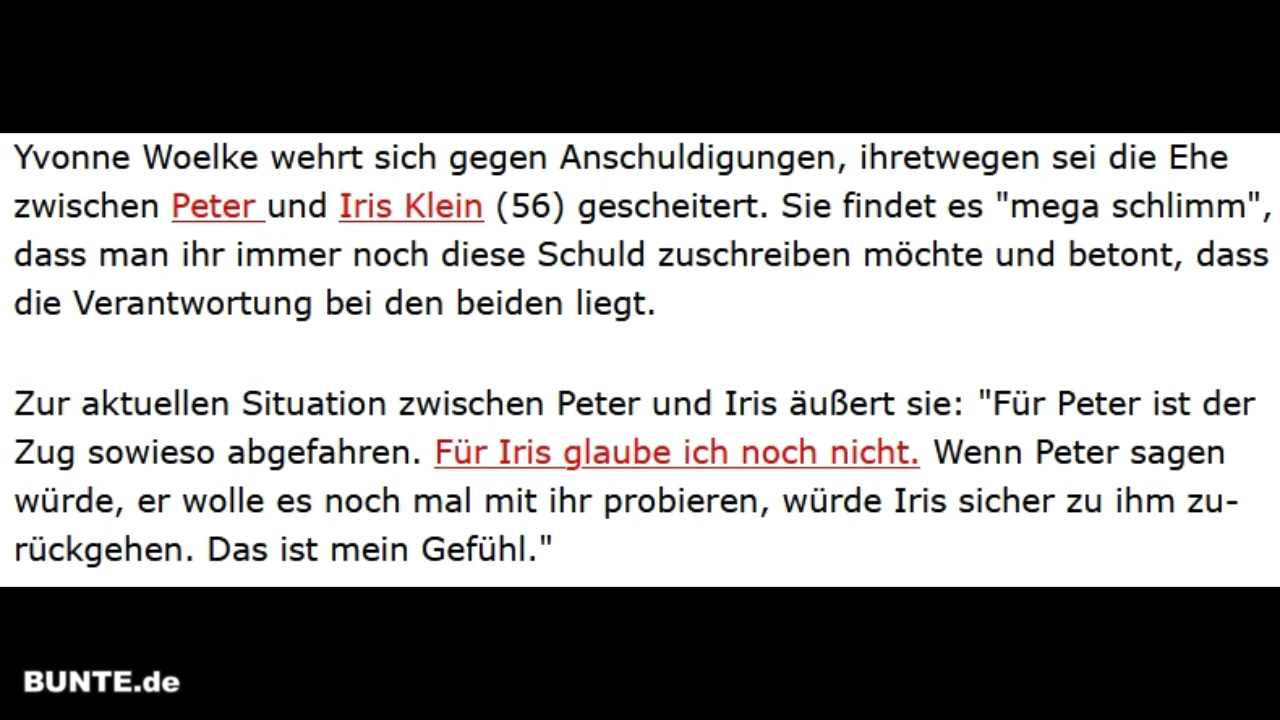 Yvonne Woelke wehrt sich gegen Anschuldigungen, ihretwegen sei die Ehe
zwischen Peter und Iris Klein (56) gescheitert. Sie findet es "mega schlimm",
dass man ihr immer noch diese Schuld zuschreiben möchte und betont, dass
die Verantwortung bei den beiden liegt.
Zur aktuellen Situation zwischen Peter und Iris äußert sie: "Für Peter ist der
Zug sowieso abgefahren. Für Iris glaube ich noch nicht. Wenn Peter sagen
würde, er wolle es noch mal mit ihr probieren, würde Iris sicher zu ihm zu-
rückgehen. Das ist mein Gefühl."
BUNTE.de